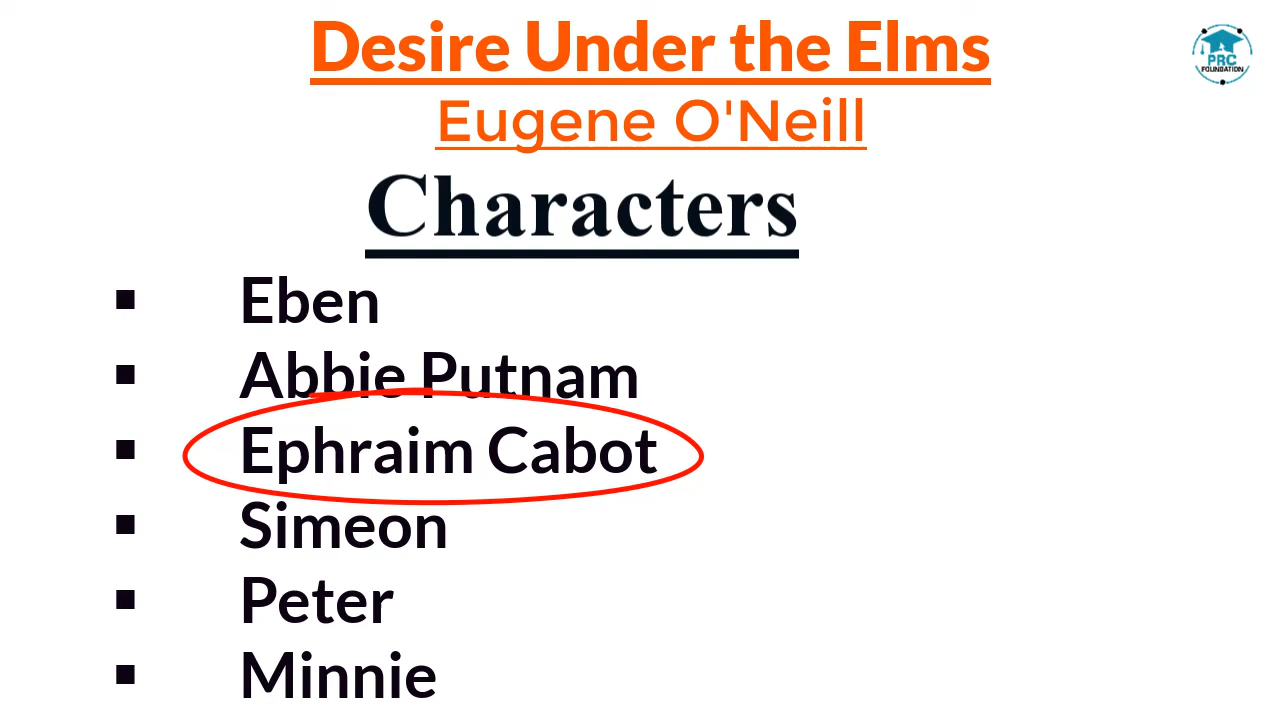 Desire Under the Elms
PRC
FOUNDATION
Eugene O'Neill
Characters
▪ Eben
▪ Abbie Putnam
▪ Ephraim Cabot
▪ Simeon
▪ Peter
▪ Minnie